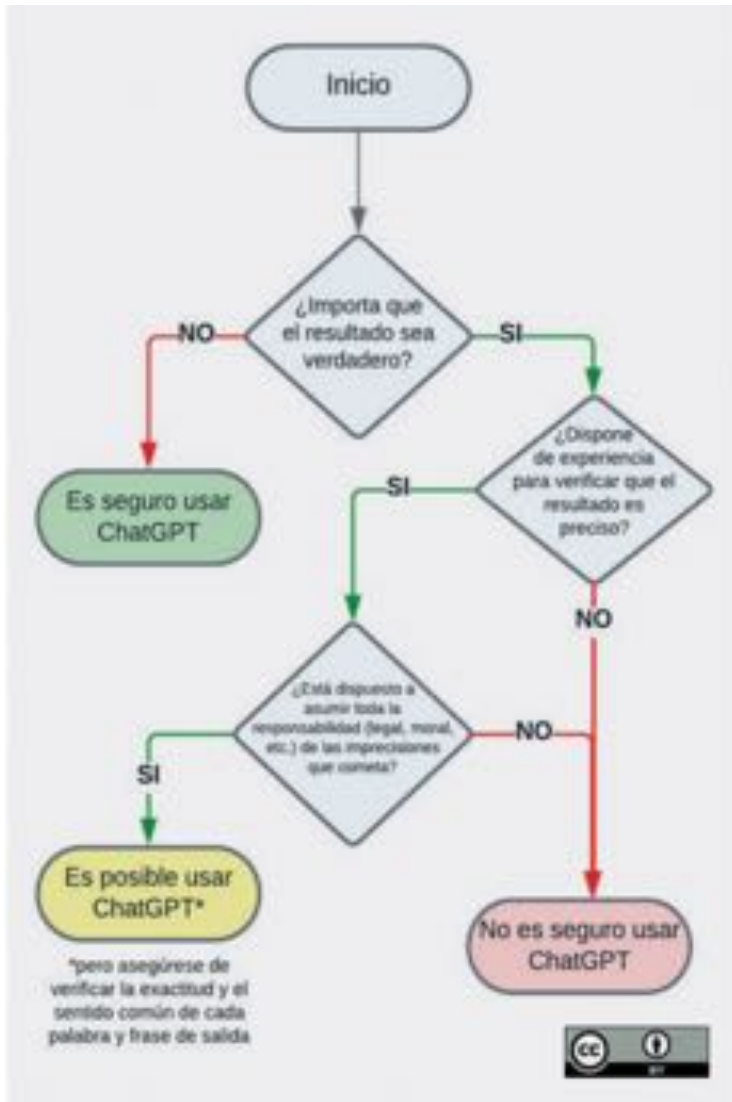 Inicio
¿Importa que
el resultado sea
verdadero?
NO
SI
¿Dispone
de experiencia
para verificar que el
resultado es
preciso?
Es seguro usar
ChatGPT
SI
NO
¿Está dispuesto a
asumir toda la
responsabilidad (legal, moral,
etc.) de las imprecisiones
que cometa?
NO
SI
Es posible usar
ChatGPT*
No es seguro usar
ChatGPT
*pero asegúrese de
verificar la exactitud y el
sentido común de cada
palabra y frase de salida
cc
BY